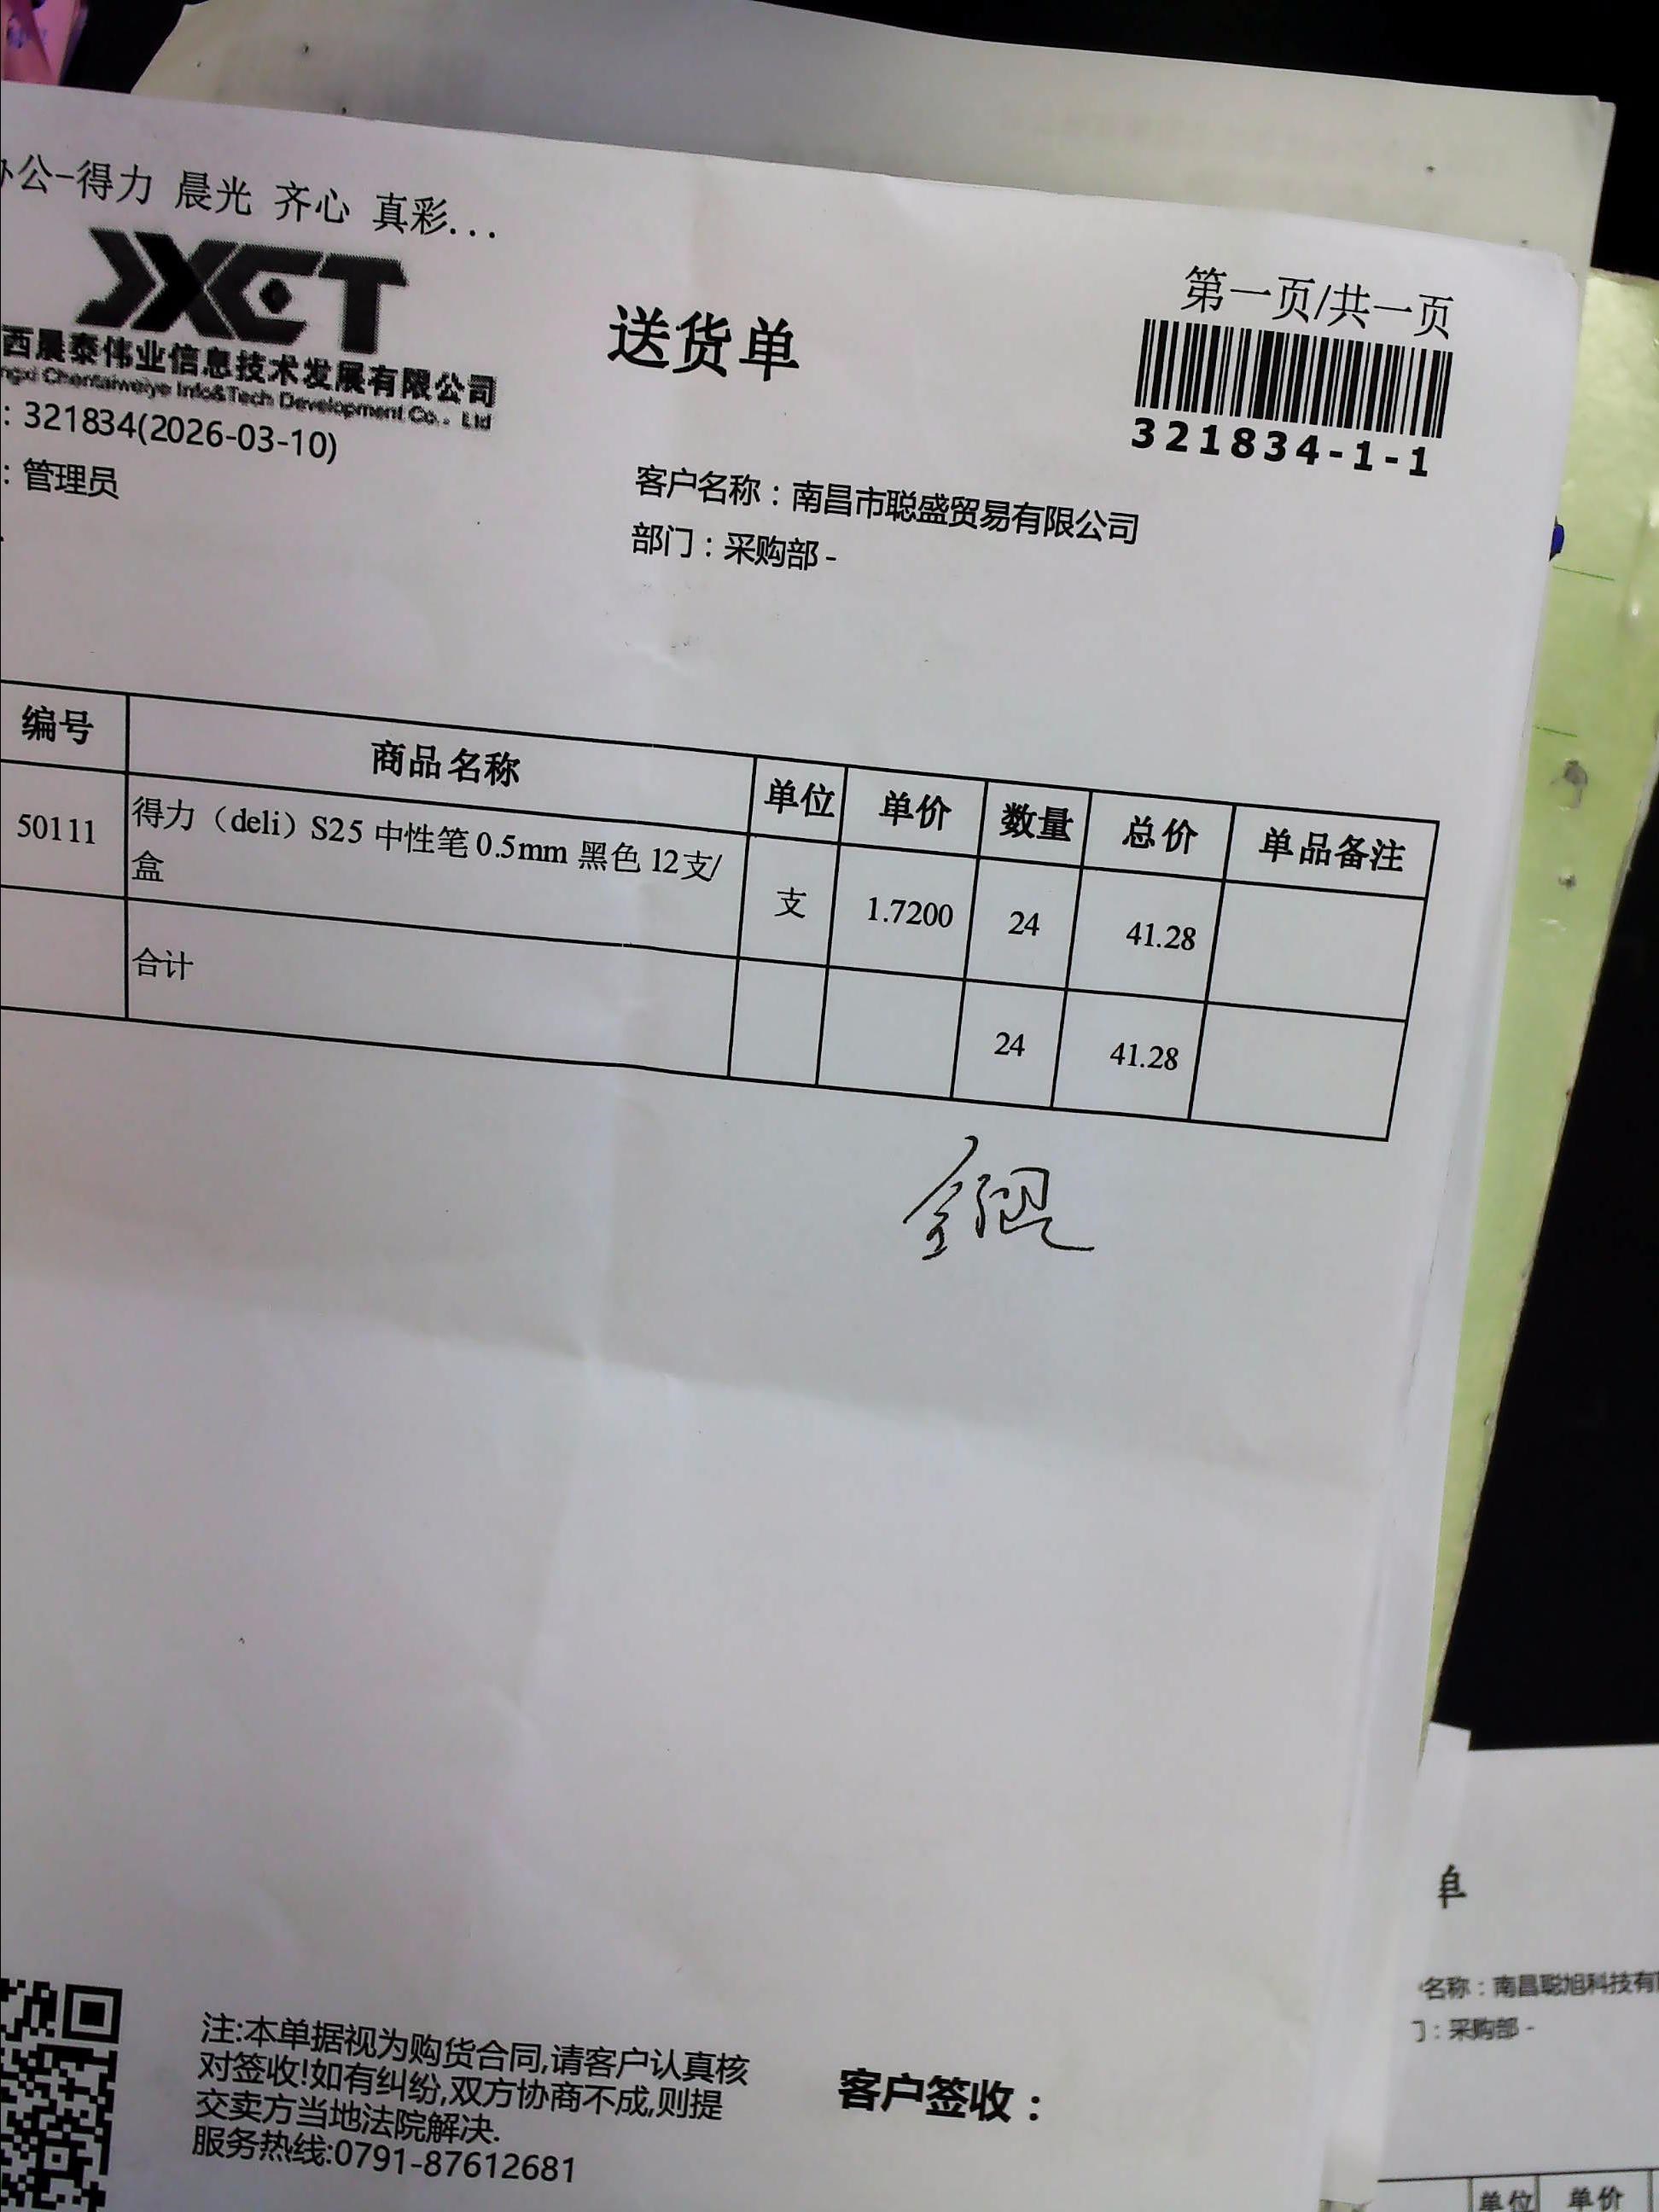 公-得力 晨光 齐心 真彩...
JXCT
西晨泰伟业信息技术发展有限公司
ngxi Chentaiweiye Info&Tech Development Co., Ltd
: 321834(2026-03-10)
: 管理员
送货单
第一页/共一页
321834-1-1
客户名称：南昌市聪盛贸易有限公司
部门：采购部 -
编号 商品名称 单位 单价 数量 总价 单品备注
50111 得力（deli）S25 中性笔 0.5mm 黑色 12支/
盒 支 1.7200 24 41.28
合计 24 41.28
注:本单据视为购货合同,请客户认真核
对签收!如有纠纷,双方协商不成,则提
交卖方当地法院解决.
服务热线:0791-87612681
客户签收：
单
名称：南昌聪旭科技有
：采购部 -
单位 单价